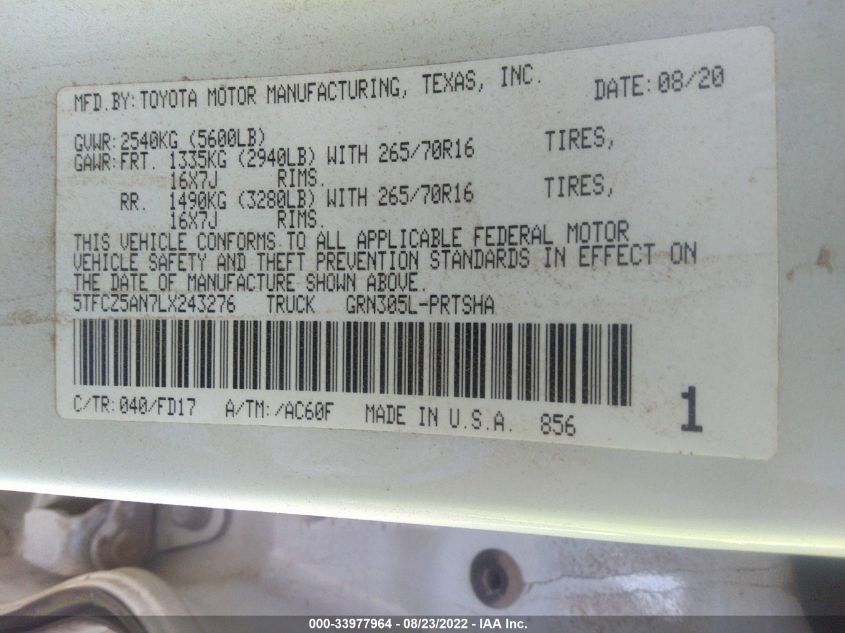 MFD.BY: TOYOTA MOTOR MANUFACTURING, TEXAS, INC. DATE: 08/20
GVWR: 2540KG (5600LB)
GAWR: FRT. 1335KG (2940LB) WITH 265/70R16 TIRES,
16X7J RIMS.
RR. 1490KG (3280LB) WITH 265/70R16 TIRES,
16X7J RIMS.
THIS VEHICLE CONFORMS TO ALL APPLICABLE FEDERAL MOTOR
VEHICLE SAFETY AND THEFT PREVENTION STANDARDS IN EFFECT ON
THE DATE OF MANUFACTURE SHOWN ABOVE.
5TFCZ5AN7LX243276 TRUCK GRN305L-PRTSHA
C/TR: 040/FD17 A/TM: /AC60F MADE IN U.S.A. 856 1
000-33977964 - 08/23/2022 - IAA Inc.